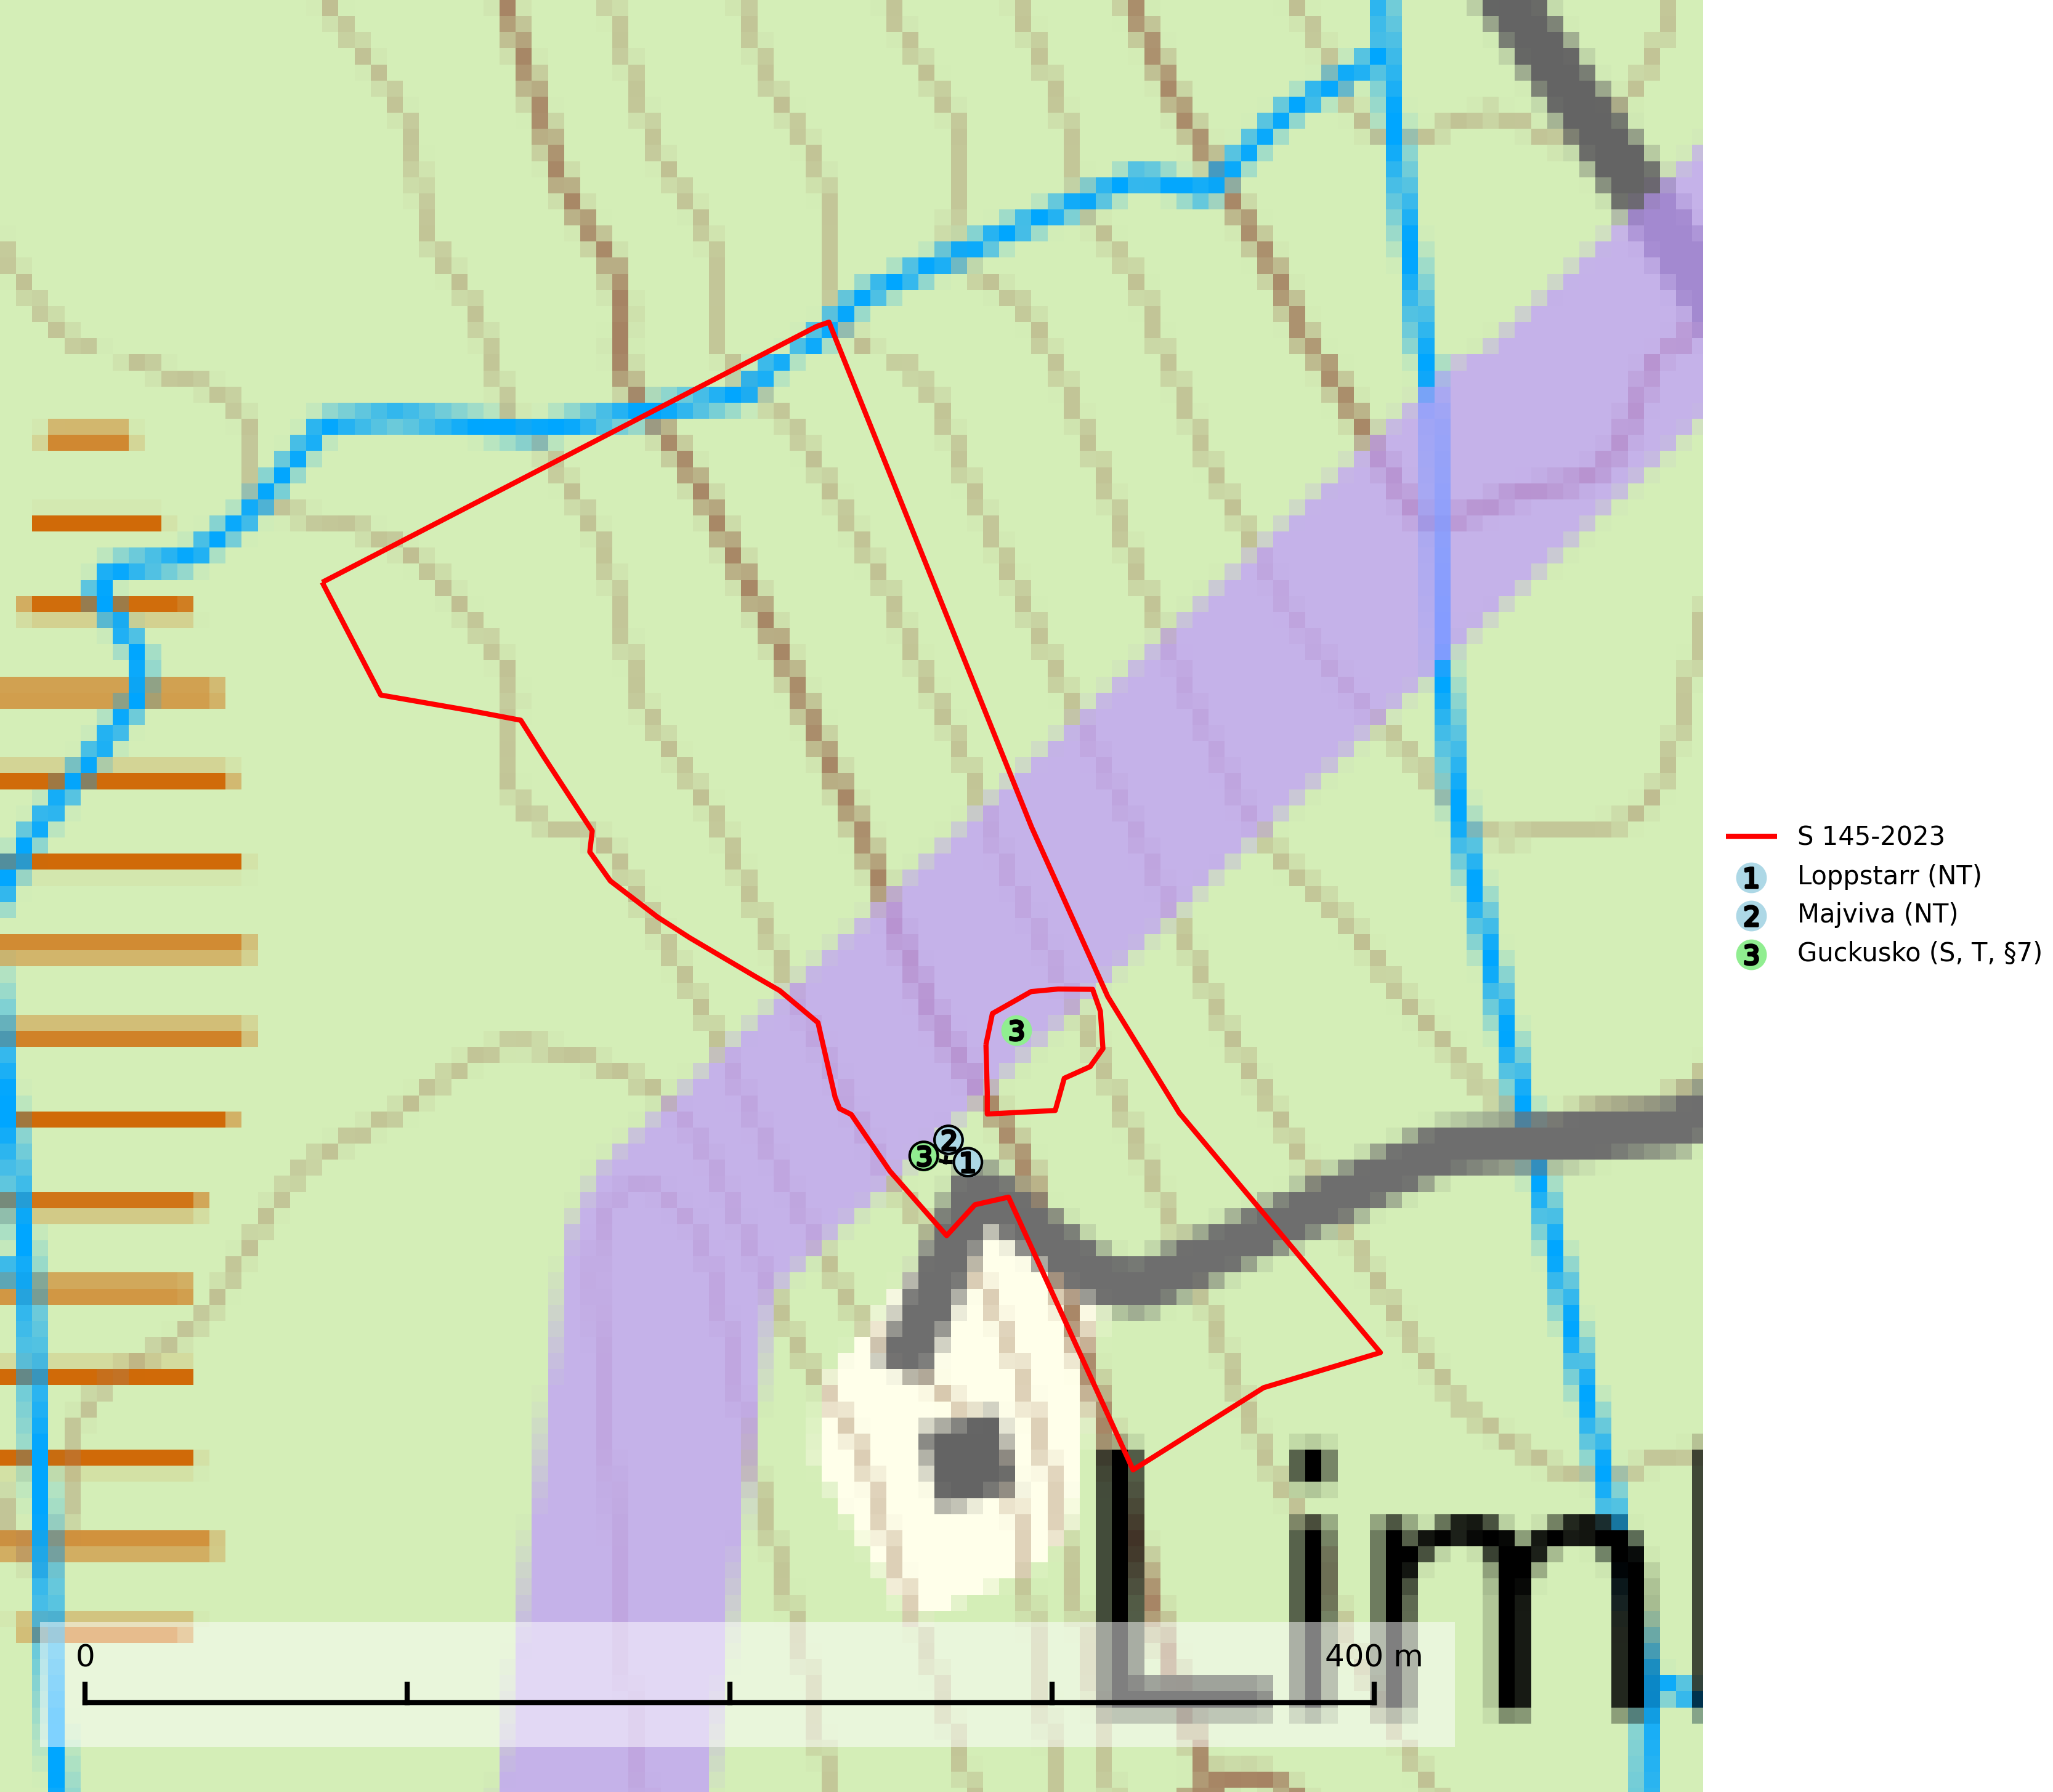 3
2
3
1
Lim
0
400 m
S 145-2023
1 Loppstarr (NT)
2 Majviva (NT)
3 Guckusko (S, T, §7)